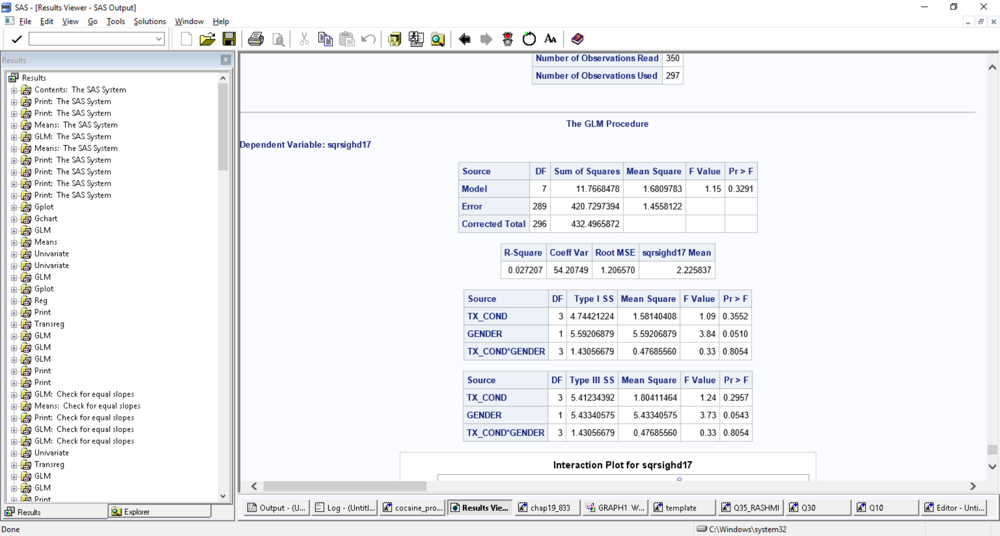 SAS - [Results Viewer - SAS Output]
File Edit View Go Tools Solutions Window Help
Results
Results
Contents: The SAS System
Print: The SAS System
Print: The SAS System
Means: The SAS System
GLM: The SAS System
Means: The SAS System
Print: The SAS System
Print: The SAS System
Print: The SAS System
Print: The SAS System
Gplot
Gchart
GLM
Means
Univariate
Univariate
GLM
Gplot
Reg
Print
Transreg
GLM
GLM
GLM
Print
Print
GLM: Check for equal slopes
Means: Check for equal slopes
Print: Check for equal slopes
GLM: Check for equal slopes
GLM: Check for equal slopes
Univariate
Transreg
GLM
GLM
Print
Results Explorer
Number of Observations Read 350
Number of Observations Used 297
The GLM Procedure
Dependent Variable: sqrsighd17
Source DF Sum of Squares Mean Square F Value Pr > F
Model 7 11.7668478 1.6809783 1.15 0.3291
Error 289 420.7297394 1.4558122
Corrected Total 296 432.4965872
R-Square Coeff Var Root MSE sqrsighd17 Mean
0.027207 54.20749 1.206570 2.225837
Source DF Type I SS Mean Square F Value Pr > F
TX_COND 3 4.74421224 1.58140408 1.09 0.3552
GENDER 1 5.59206879 5.59206879 3.84 0.0510
TX_COND*GENDER 3 1.43056679 0.47685560 0.33 0.8054
Source DF Type III SS Mean Square F Value Pr > F
TX_COND 3 5.41234392 1.80411464 1.24 0.2957
GENDER 1 5.43340575 5.43340575 3.73 0.0543
TX_COND*GENDER 3 1.43056679 0.47685560 0.33 0.8054
Interaction Plot for sqrsighd17
Output - (U... Log - (Untitl... cocaine_pro... Results Vie... chap19_833 GRAPH1 W... template Q35_RASHMI Q30 Q10 Editor - Unti...
Done C:\Windows\system32